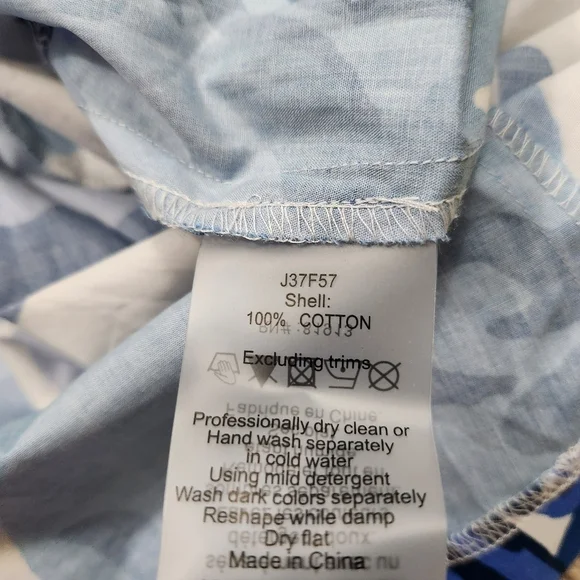 J37F57
Shell:
100% COTTON
Excluding trims
Professionally dry clean or
Hand wash separately
in cold water
Using mild detergent
Wash dark colors separately
Reshape while damp
Dry flat
Made in China